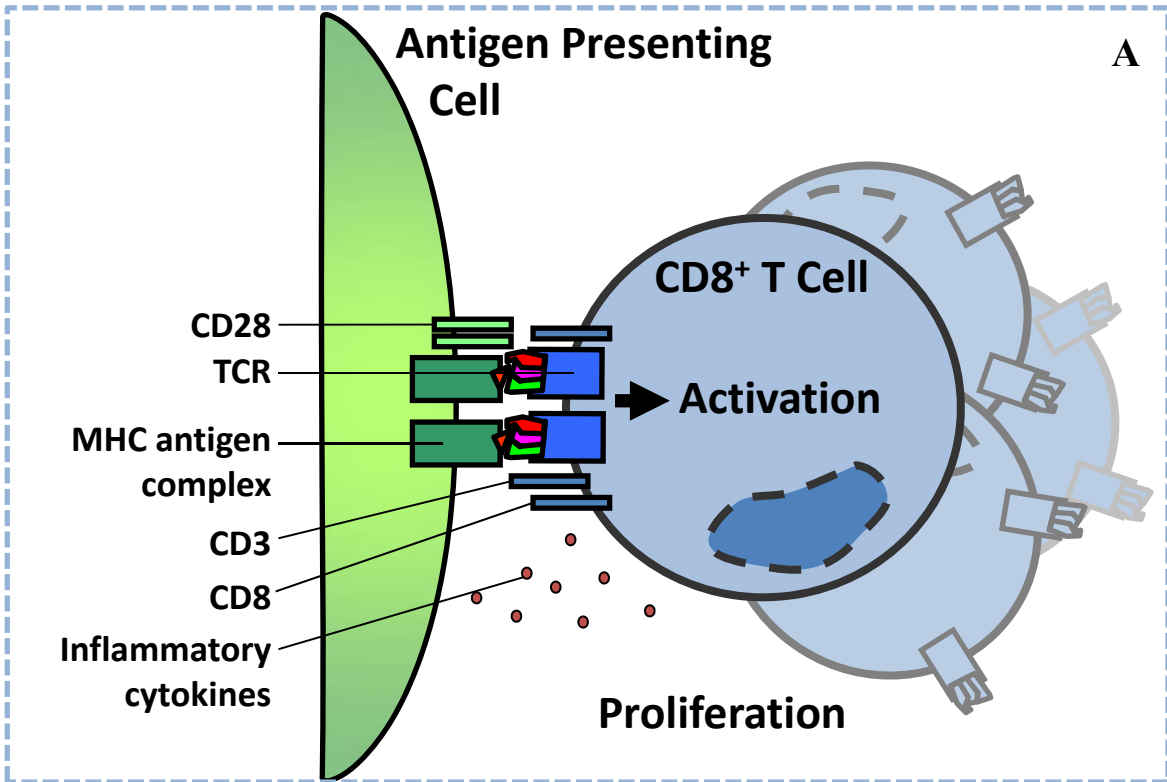 Antigen Presenting
Cell
A
CD8⁺ T Cell
CD28
TCR
Activation
MHC antigen
complex
CD3
CD8
Inflammatory
cytokines
Proliferation